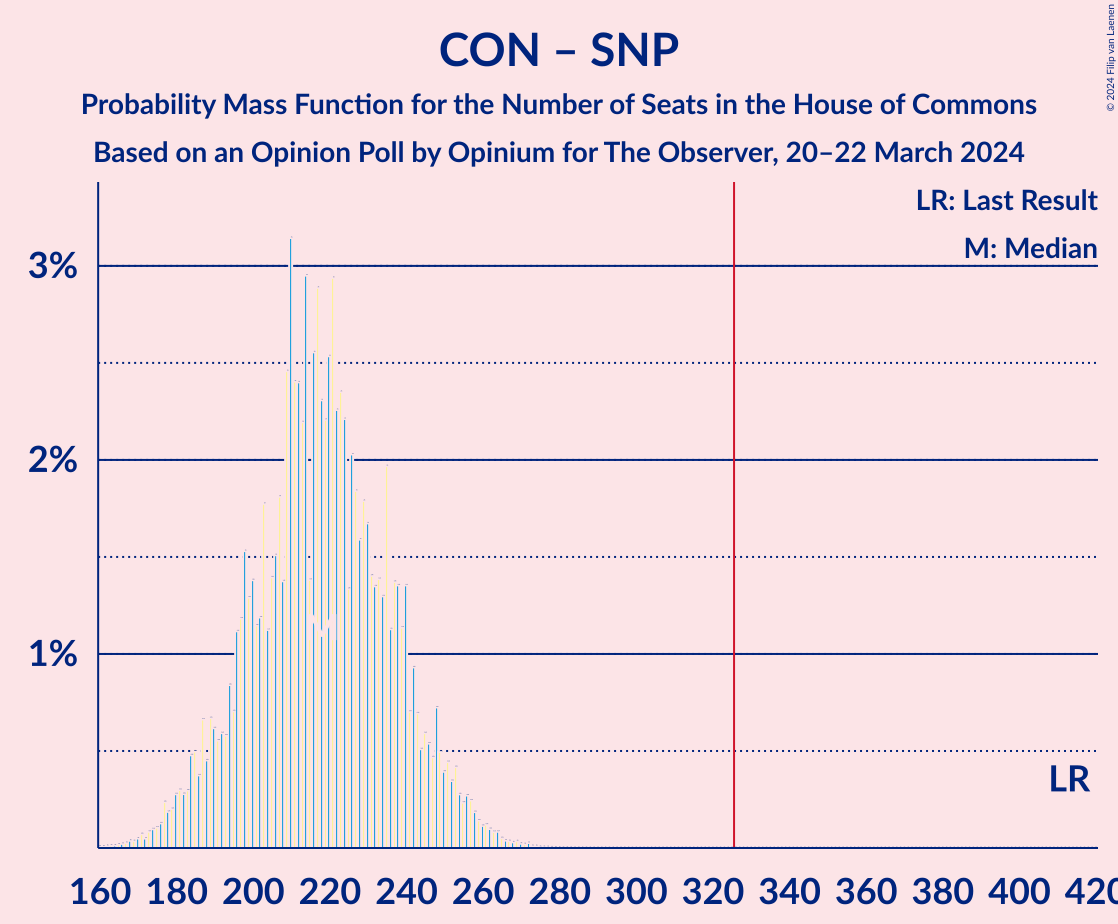 CON – SNP
Probability Mass Function for the Number of Seats in the House of Commons
Based on an Opinion Poll by Opinium for The Observer, 20–22 March 2024
© 2024 Filip van Laenen
LR: Last Result
M: Median
3%
2%
1%
LR
160 180 200 220 240 260 280 300 320 340 360 380 400 420